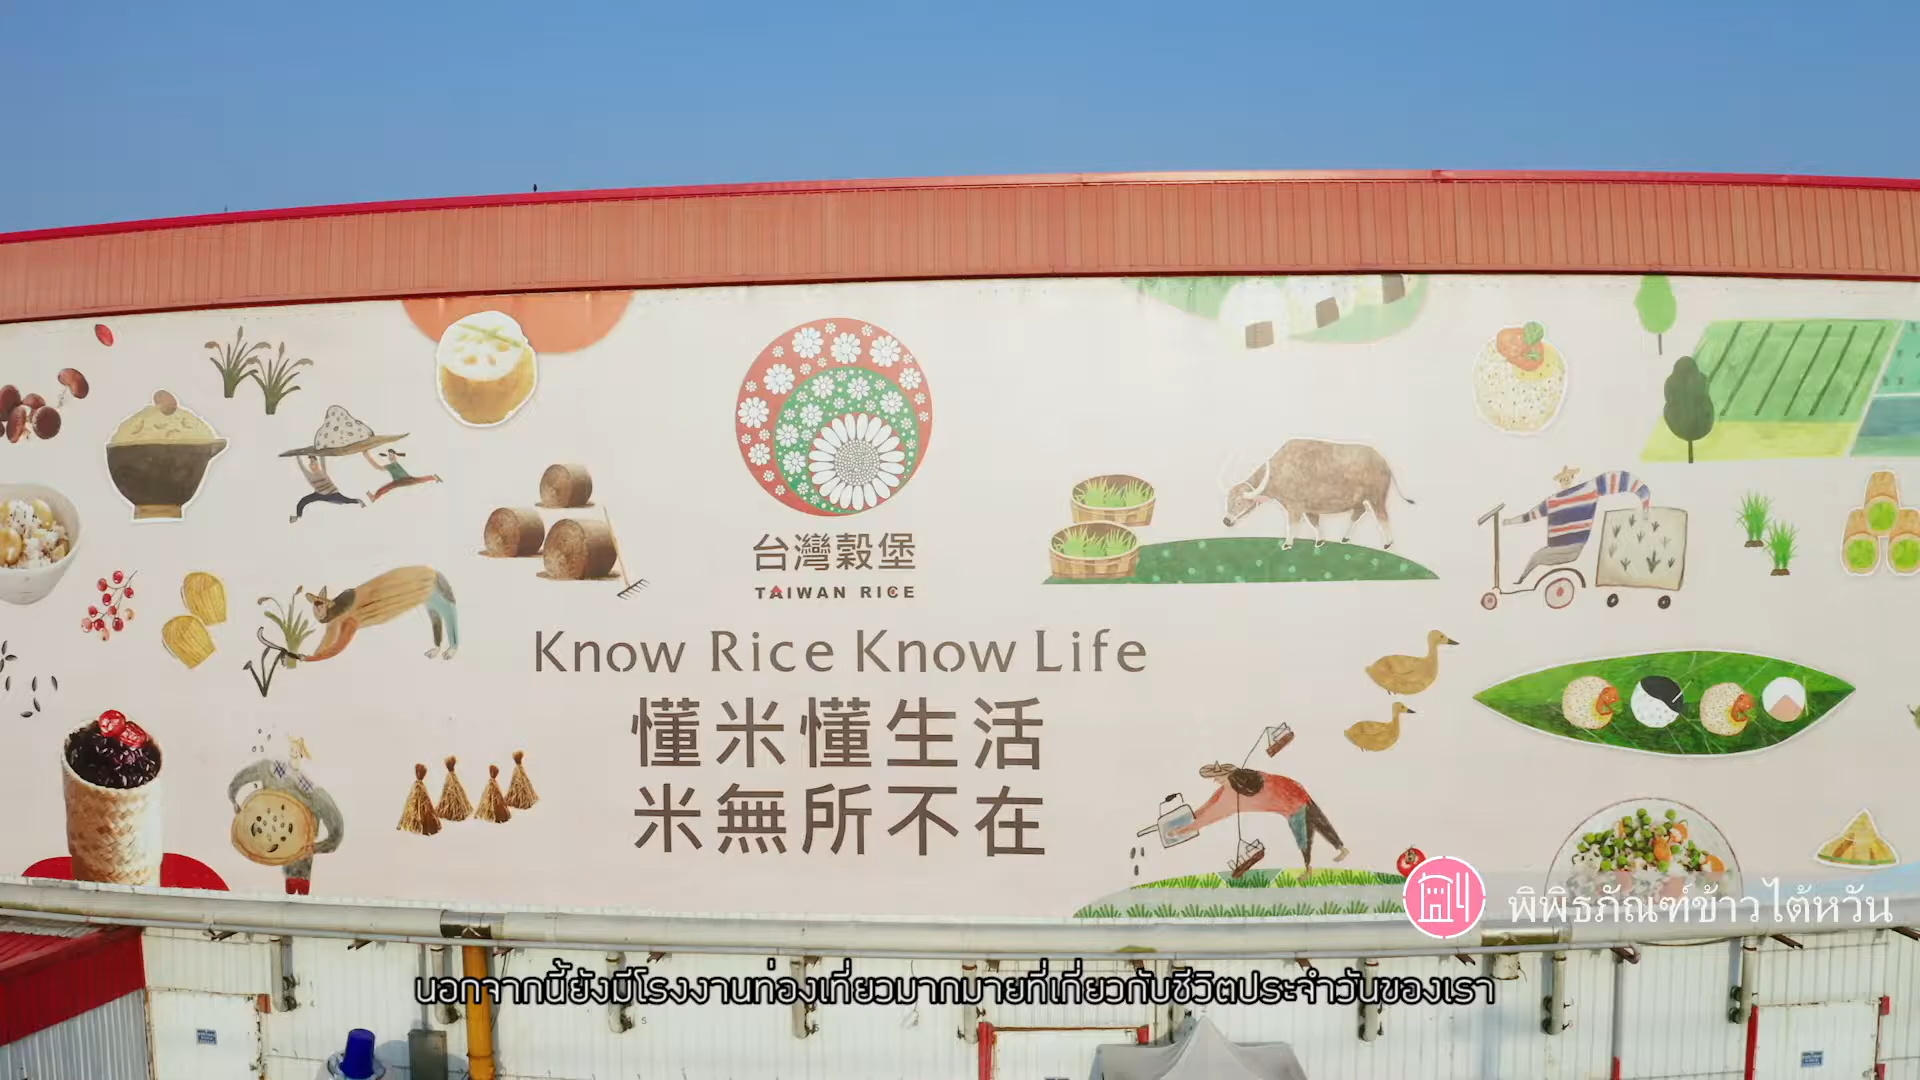 台灣穀堡
TAIWAN RICE
Know Rice Know Life
懂米懂生活
米無所不在
พิพิธภัณฑ์ข้าวไต้หวัน
นอกจากนี้ยังมีโรงงานท่องเที่ยวมากมายที่เกี่ยวกับชีวิตประจำวันของเรา